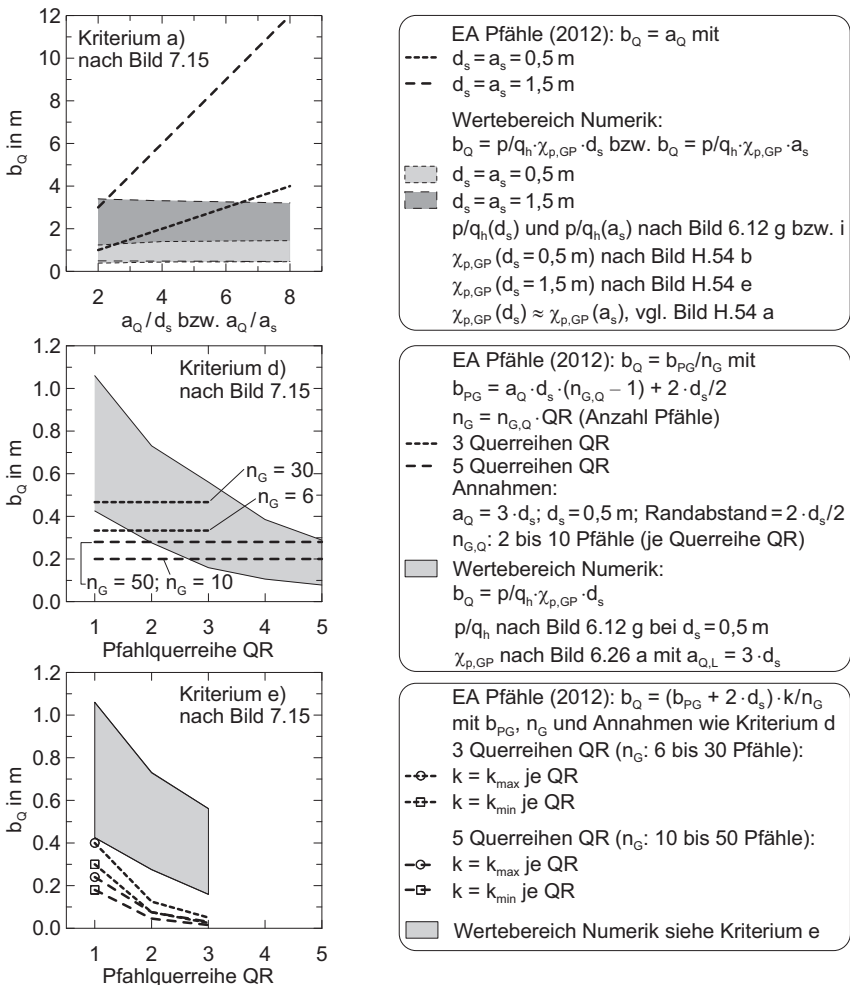 Kriterium a)
nach Bild 7.15
12
10
8
6
4
2
0
b_Q in m
2 4 6 8
a_Q/d_s bzw. a_Q/a_s
EA Pfähle (2012): b_Q = a_Q mit
d_s = a_s = 0,5 m
d_s = a_s = 1,5 m
Wertebereich Numerik:
b_Q = p/q_h·χ_p,GP·d_s bzw. b_Q = p/q_h·χ_p,GP·a_s
d_s = a_s = 0,5 m
d_s = a_s = 1,5 m
p/q_h(d_s) und p/q_h(a_s) nach Bild 6.12 g bzw. i
χ_p,GP (d_s = 0,5 m) nach Bild H.54 b
χ_p,GP (d_s = 1,5 m) nach Bild H.54 e
χ_p,GP (d_s) ≈ χ_p,GP (a_s), vgl. Bild H.54 a
Kriterium d)
nach Bild 7.15
1.2
1.0
0.8
0.6
0.4
0.2
0.0
b_Q in m
n_G = 30
n_G = 6
n_G = 50; n_G = 10
1 2 3 4 5
Pfahlquerreihe QR
EA Pfähle (2012): b_Q = b_PG/n_G mit
b_PG = a_Q·d_s·(n_G,Q − 1) + 2·d_s/2
n_G = n_G,Q·QR (Anzahl Pfähle)
3 Querreihen QR
5 Querreihen QR
Annahmen:
a_Q = 3·d_s; d_s = 0,5 m; Randabstand = 2·d_s/2
n_G,Q: 2 bis 10 Pfähle (je Querreihe QR)
Wertebereich Numerik:
b_Q = p/q_h·χ_p,GP·d_s
p/q_h nach Bild 6.12 g bei d_s = 0,5 m
χ_p,GP nach Bild 6.26 a mit a_Q,L = 3·d_s
Kriterium e)
nach Bild 7.15
1.2
1.0
0.8
0.6
0.4
0.2
0.0
b_Q in m
1 2 3 4 5
Pfahlquerreihe QR
EA Pfähle (2012): b_Q = (b_PG + 2·d_s)·k/n_G
mit b_PG, n_G und Annahmen wie Kriterium d
3 Querreihen QR (n_G: 6 bis 30 Pfähle):
k = k_max je QR
k = k_min je QR
5 Querreihen QR (n_G: 10 bis 50 Pfähle):
k = k_max je QR
k = k_min je QR
Wertebereich Numerik siehe Kriterium e